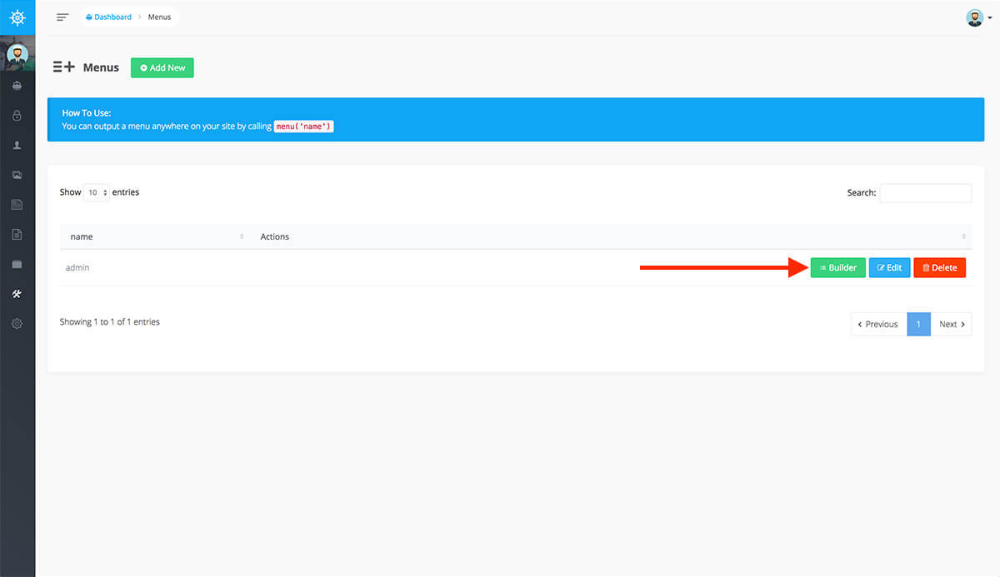 Dashboard > Menus
Menus
Add New
How To Use:
You can output a menu anywhere on your site by calling menu('name')
Show 10 entries
Search:
name Actions
admin Builder Edit Delete
Showing 1 to 1 of 1 entries
Previous 1 Next